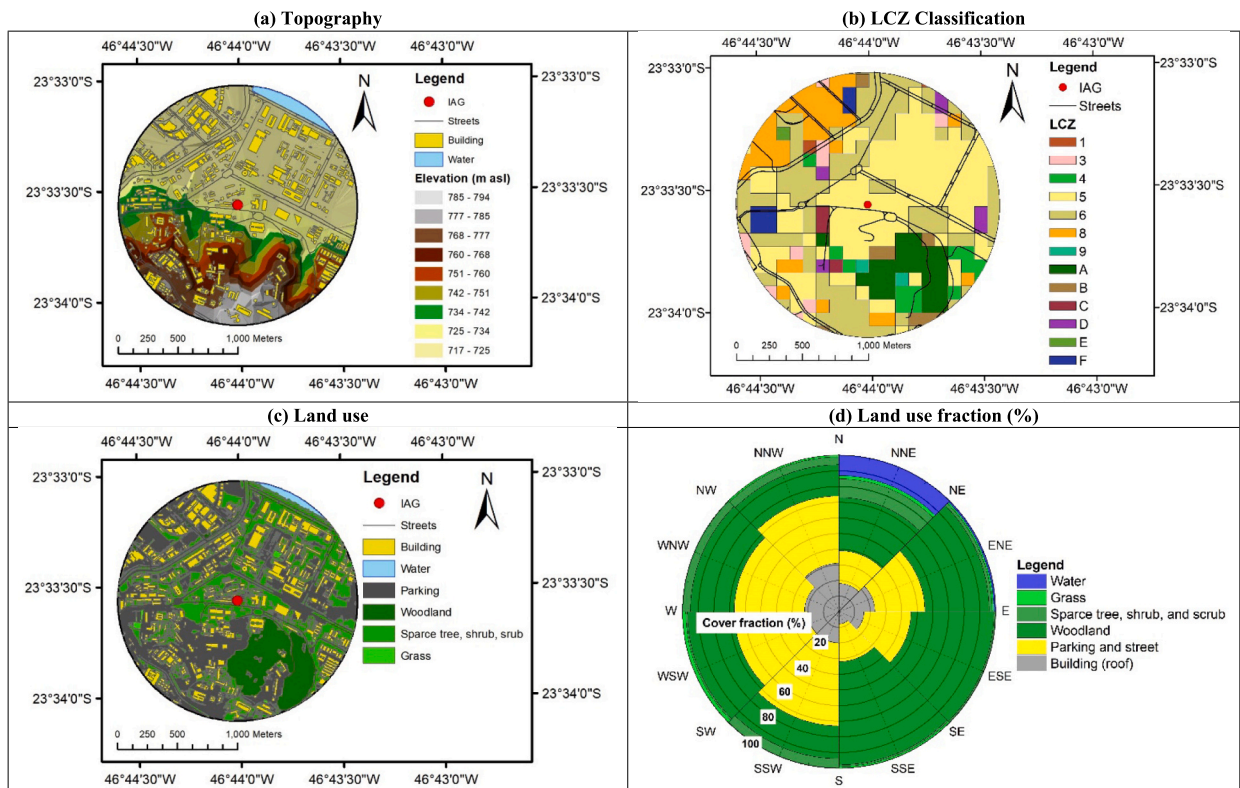 (a) Topography
46°44'30"W 46°44'0"W 46°43'30"W 46°43'0"W
23°33'0"S
23°33'30"S
23°34'0"S
N
Legend
IAG
Streets
Building
Water
Elevation (m asl)
785 - 794
777 - 785
768 - 777
760 - 768
751 - 760
742 - 751
734 - 742
725 - 734
717 - 725
23°33'0"S
23°33'30"S
23°34'0"S
0 250 500 1,000 Meters
46°44'30"W 46°44'0"W 46°43'30"W 46°43'0"W
(b) LCZ Classification
46°44'30"W 46°44'0"W 46°43'30"W 46°43'0"W
23°33'0"S
23°33'30"S
23°34'0"S
N
Legend
IAG
Streets
LCZ
1
3
4
5
6
8
9
A
B
C
D
E
F
23°33'0"S
23°33'30"S
23°34'0"S
0 250 500 1,000 Meters
46°44'30"W 46°44'0"W 46°43'30"W 46°43'0"W
(c) Land use
46°44'30"W 46°44'0"W 46°43'30"W 46°43'0"W
23°33'0"S
23°33'30"S
23°34'0"S
N
Legend
IAG
Streets
Building
Water
Parking
Woodland
Sparce tree, shrub, srub
Grass
23°33'0"S
23°33'30"S
23°34'0"S
0 250 500 1,000 Meters
46°44'30"W 46°44'0"W 46°43'30"W 46°43'0"W
(d) Land use fraction (%)
N
NNW
NNE
NW
NE
WNW
ENE
W
E
WSW
ESE
SW
SE
SSW
SSE
S
Cover fraction (%)
20
40
60
80
100
Legend
Water
Grass
Sparce tree, shrub, and scrub
Woodland
Parking and street
Building (roof)